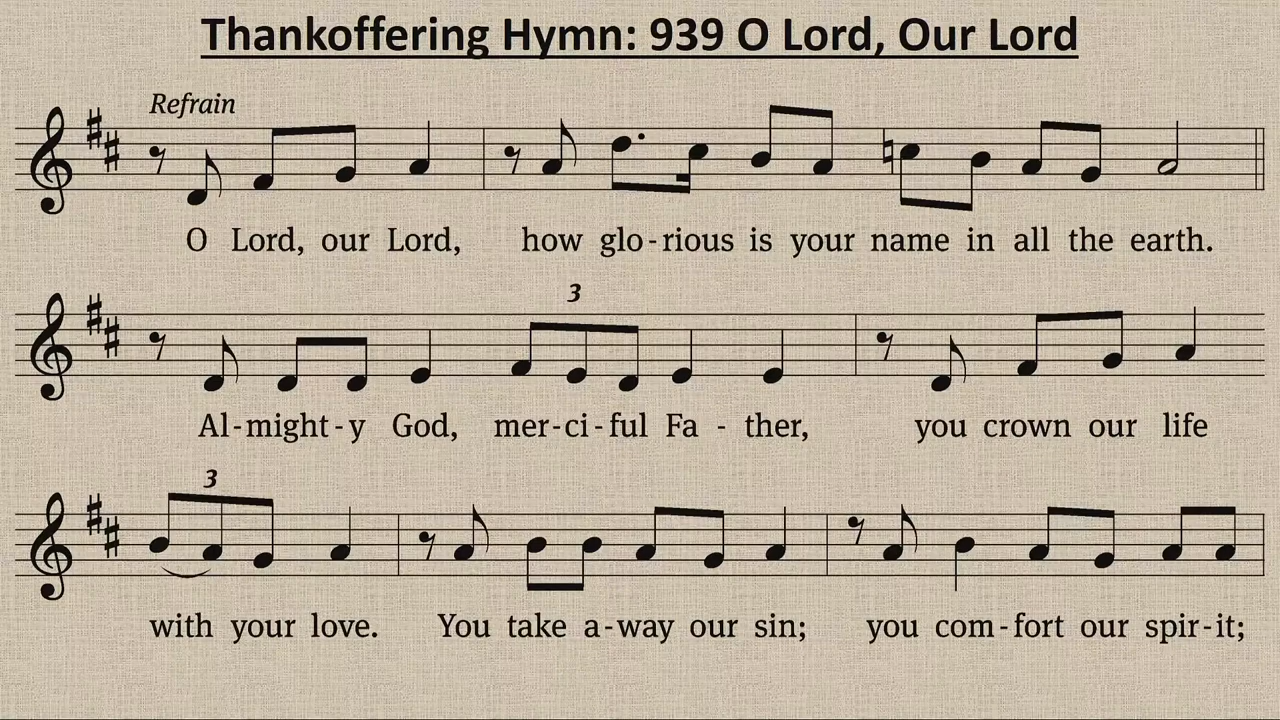 Thankoffering Hymn: 939 O Lord, Our Lord
Refrain
O Lord, our Lord, how glo-rious is your name in all the earth.
3
Al-might-y God, mer-ci-ful Fa - ther, you crown our life
3
with your love. You take a-way our sin; you com-fort our spir-it;